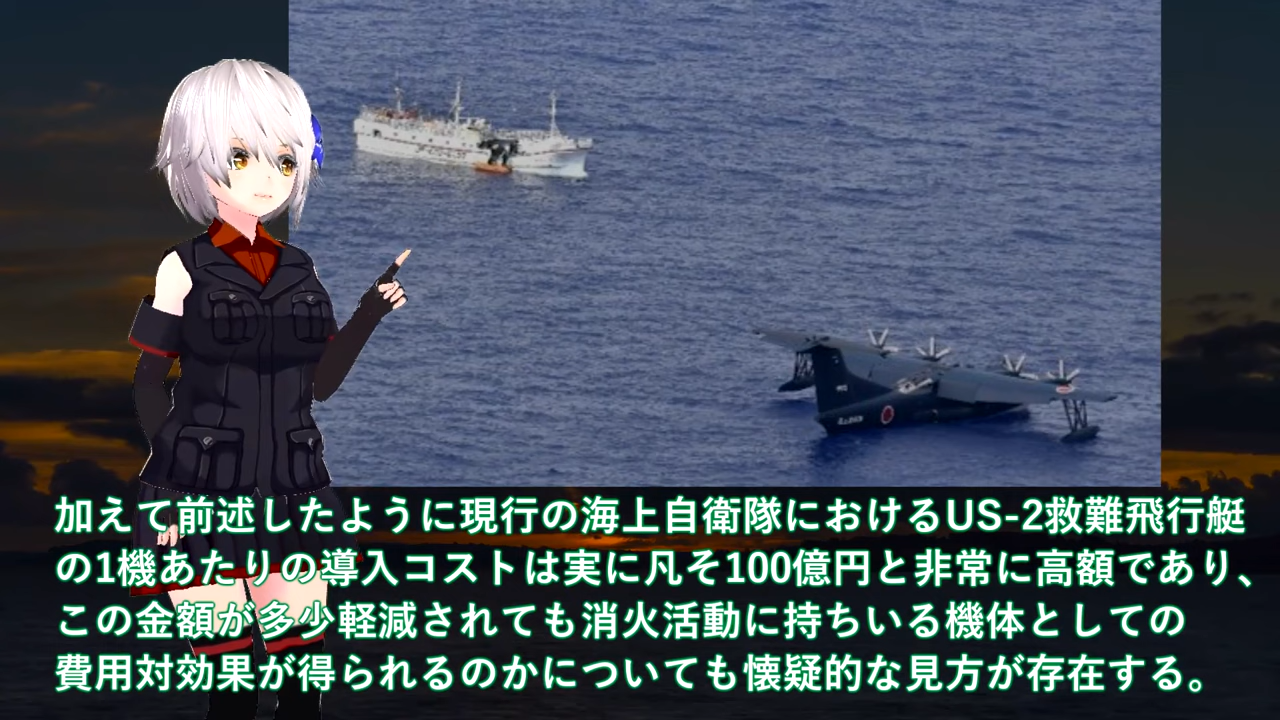 加えて前述したように現行の海上自衛隊におけるUS-2救難飛行艇
の1機あたりの導入コストは実に凡そ100億円と非常に高額であり、
この金額が多少軽減されても消火活動に持ちいる機体としての
費用対効果が得られるのかについても懐疑的な見方が存在する。